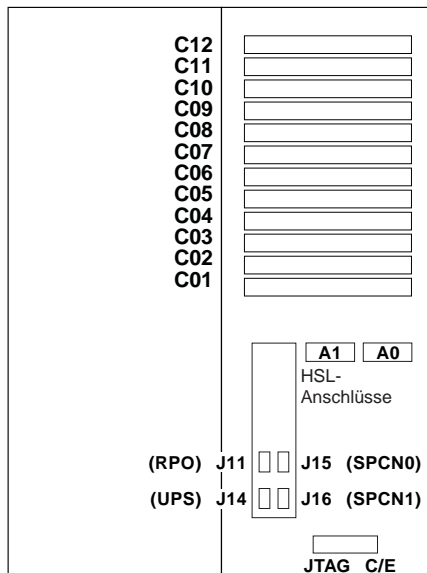 C12
C11
C10
C09
C08
C07
C06
C05
C04
C03
C02
C01
A1 A0
HSL-
Anschlüsse
(RPO) J11 J15 (SPCN0)
(UPS) J14 J16 (SPCN1)
JTAG C/E